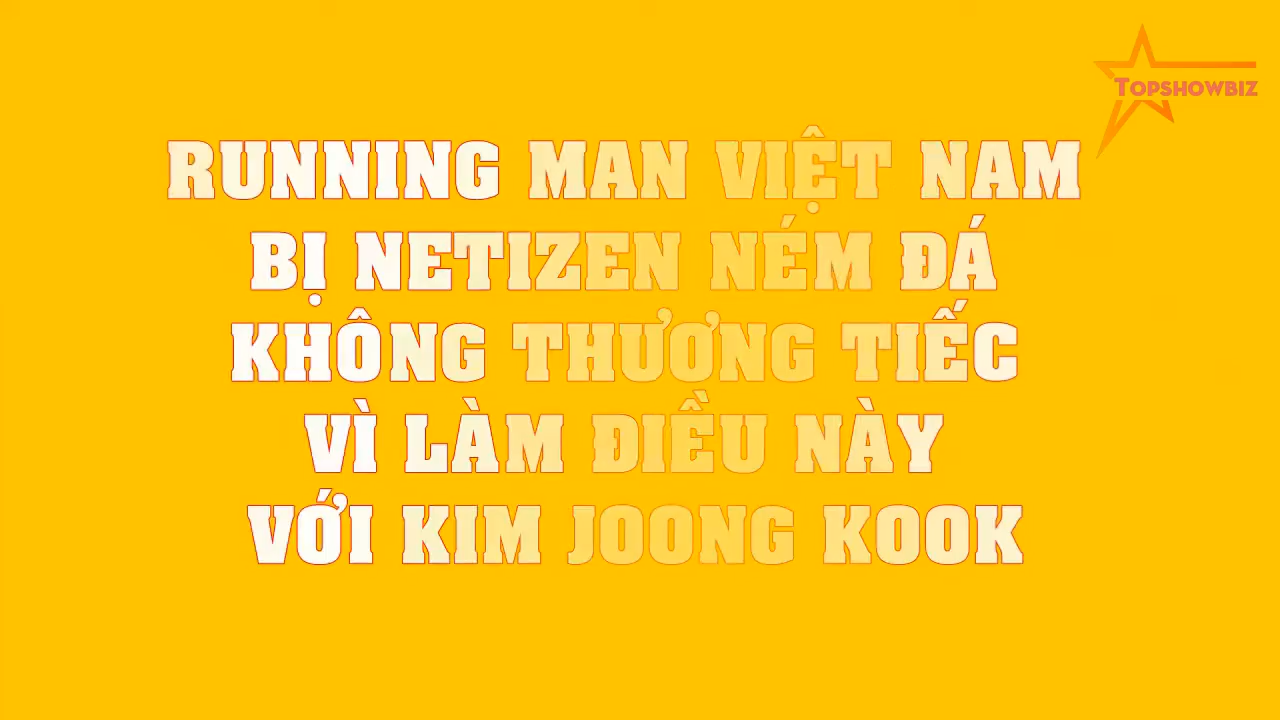 TOPSHOWBIZ
RUNNING MAN VIỆT NAM
BỊ NETIZEN NÉM ĐÁ
KHÔNG THƯƠNG TIẾC
VÌ LÀM ĐIỀU NÀY
VỚI KIM JOONG KOOK